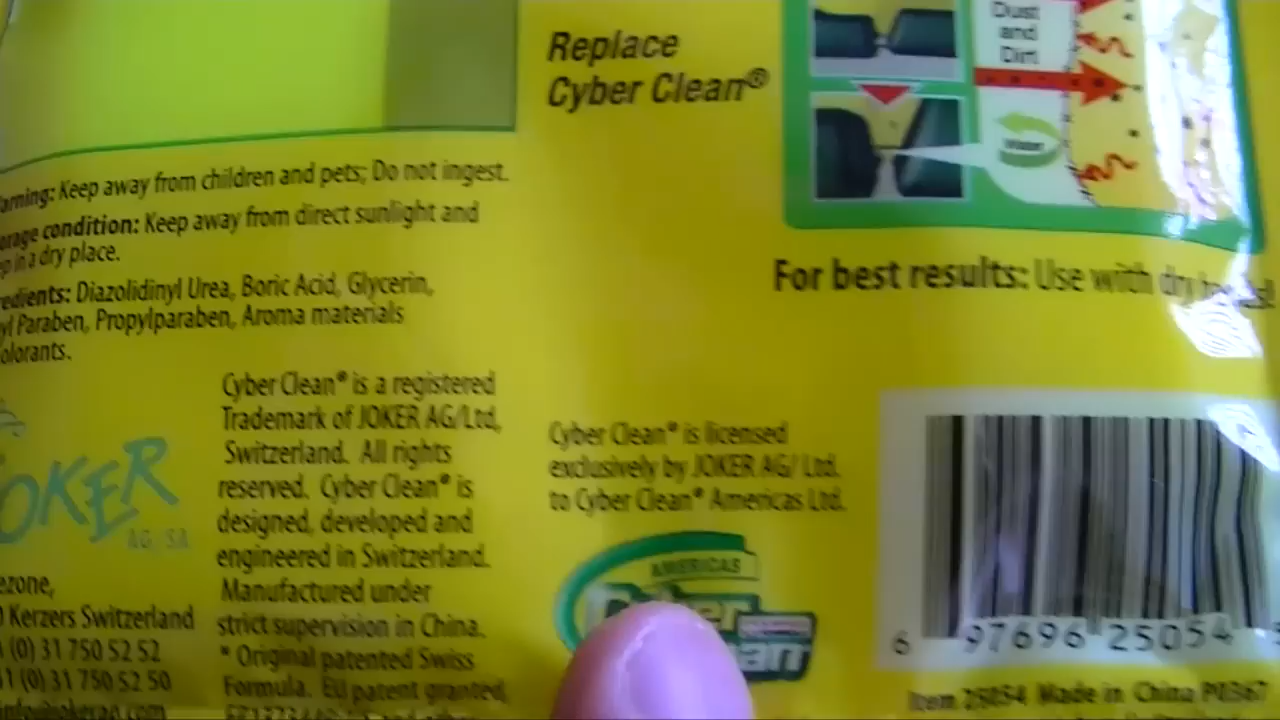 Replace
Cyber Clean®
Dust
and
Dirt
Water
Warning: Keep away from children and pets; Do not ingest.
Storage condition: Keep away from direct sunlight and
in a dry place.
Ingredients: Diazolidinyl Urea, Boric Acid, Glycerin,
Paraben, Propylparaben, Aroma materials
colorants.
For best results: Use with dry
JOKER
AG/SA
Kerzers Switzerland
(0) 31 750 52 52
(0) 31 750 52 50
Cyber Clean® is a registered
Trademark of JOKER AG/Ltd,
Switzerland. All rights
reserved. Cyber Clean® is
designed, developed and
engineered in Switzerland.
Manufactured under
strict supervision in China.
* Original patented Swiss
Formula. EU patent granted,
Cyber Clean® is licensed
exclusively by JOKER AG/ Ltd.
to Cyber Clean® Americas Ltd.
AMERICAS
Cyber
6 97696 25054
Item 25054 Made in China P0367